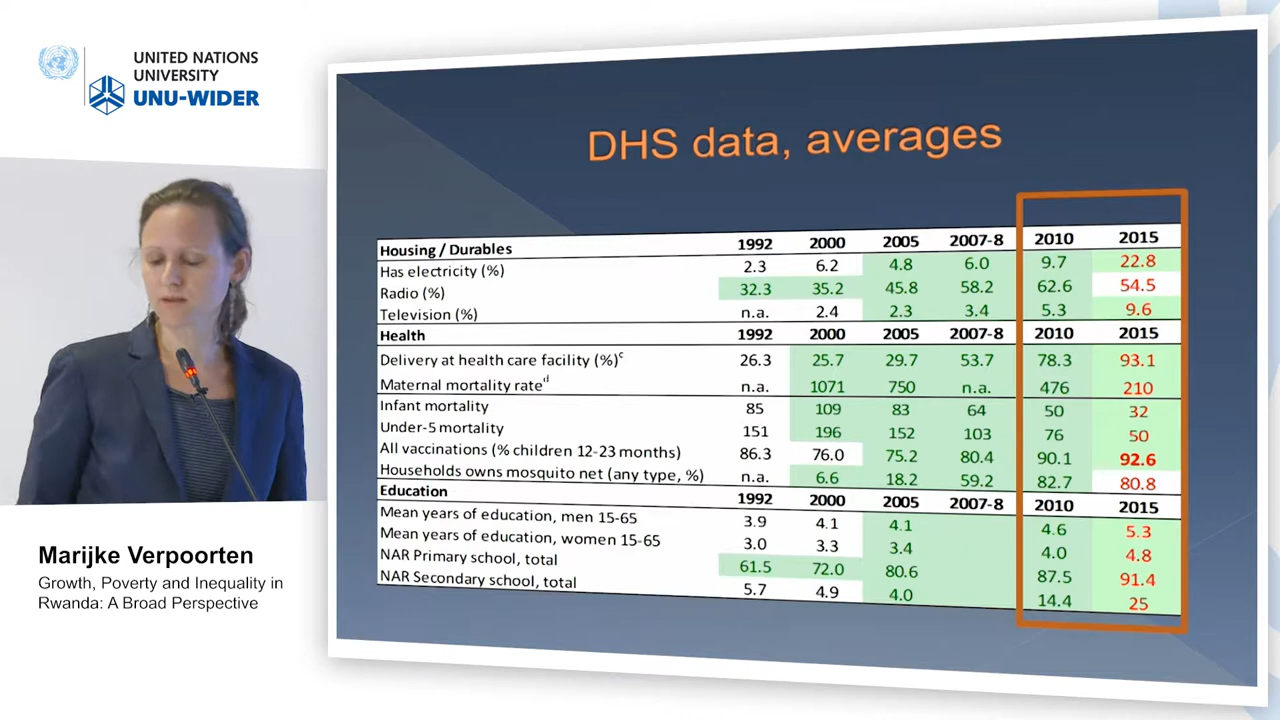 UNITED NATIONS
UNIVERSITY
UNU-WIDER
DHS data, averages
Housing / Durables 1992 2000 2005 2007-8 2010 2015
Has electricity (%) 2.3 6.2 4.8 6.0 9.7 22.8
Radio (%) 32.3 35.2 45.8 58.2 62.6 54.5
Television (%) n.a. 2.4 2.3 3.4 5.3 9.6
Health 1992 2000 2005 2007-8 2010 2015
Delivery at health care facility (%)c 26.3 25.7 29.7 53.7 78.3 93.1
Maternal mortality rated n.a. 1071 750 n.a. 476 210
Infant mortality 85 109 83 64 50 32
Under-5 mortality 151 196 152 103 76 50
All vaccinations (% children 12-23 months) 86.3 76.0 75.2 80.4 90.1 92.6
Households owns mosquito net (any type, %) n.a. 6.6 18.2 59.2 82.7 80.8
Education 1992 2000 2005 2007-8 2010 2015
Mean years of education, men 15-65 3.9 4.1 4.1 4.6 5.3
Mean years of education, women 15-65 3.0 3.3 3.4 4.0 4.8
NAR Primary school, total 61.5 72.0 80.6 87.5 91.4
NAR Secondary school, total 5.7 4.9 4.0 14.4 25
Marijke Verpoorten
Growth, Poverty and Inequality in
Rwanda: A Broad Perspective